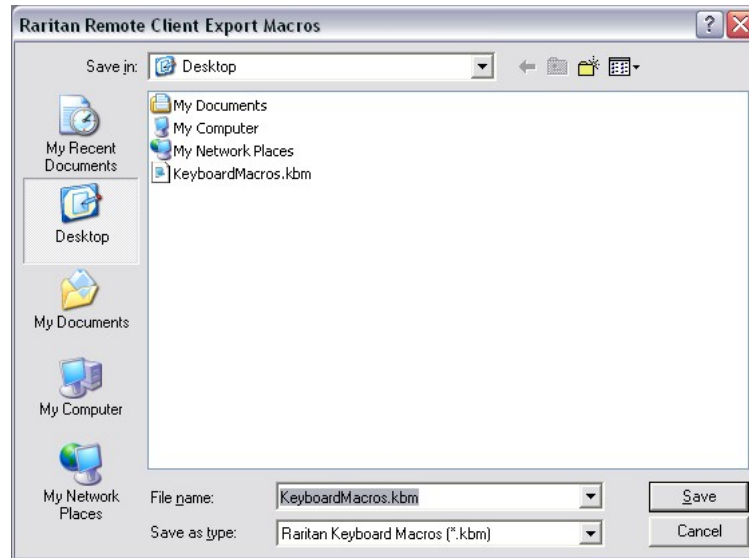 Raritan Remote Client Export Macros
Save in:
Desktop
My Documents
My Computer
My Network Places
KeyboardMacros.kbm
My Recent
Documents
Desktop
My Documents
My Computer
My Network
Places
File name:
KeyboardMacros.kbm
Save
Save as type:
Raritan Keyboard Macros (*.kbm)
Cancel